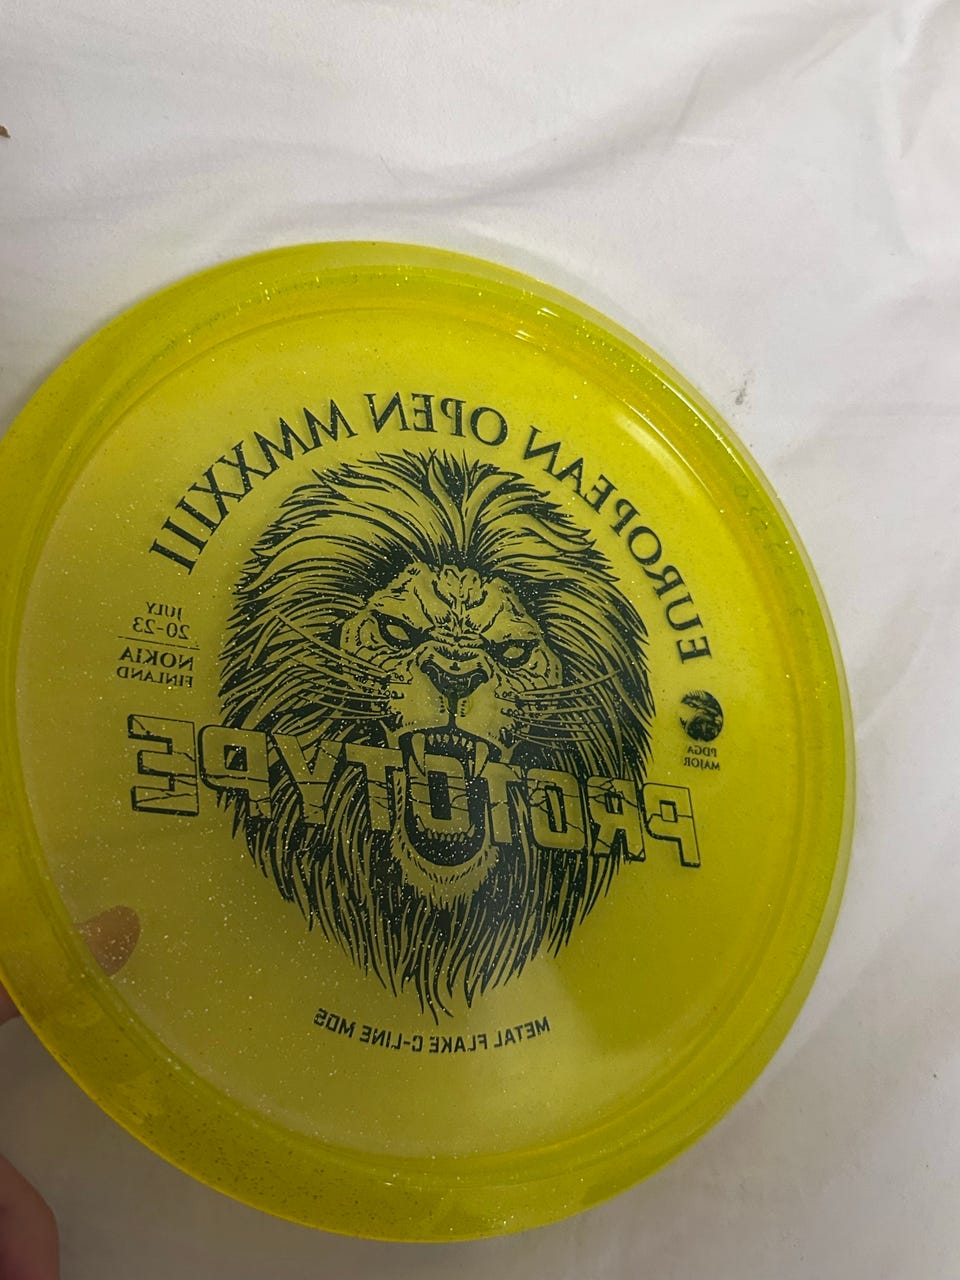 EUROPEAN OPEN MMXXIII
JULY
20-23
NOKIA
FINLAND
PDGA
MAJOR
PROTOTYPE
METAL FLAKE C-LINE MD5